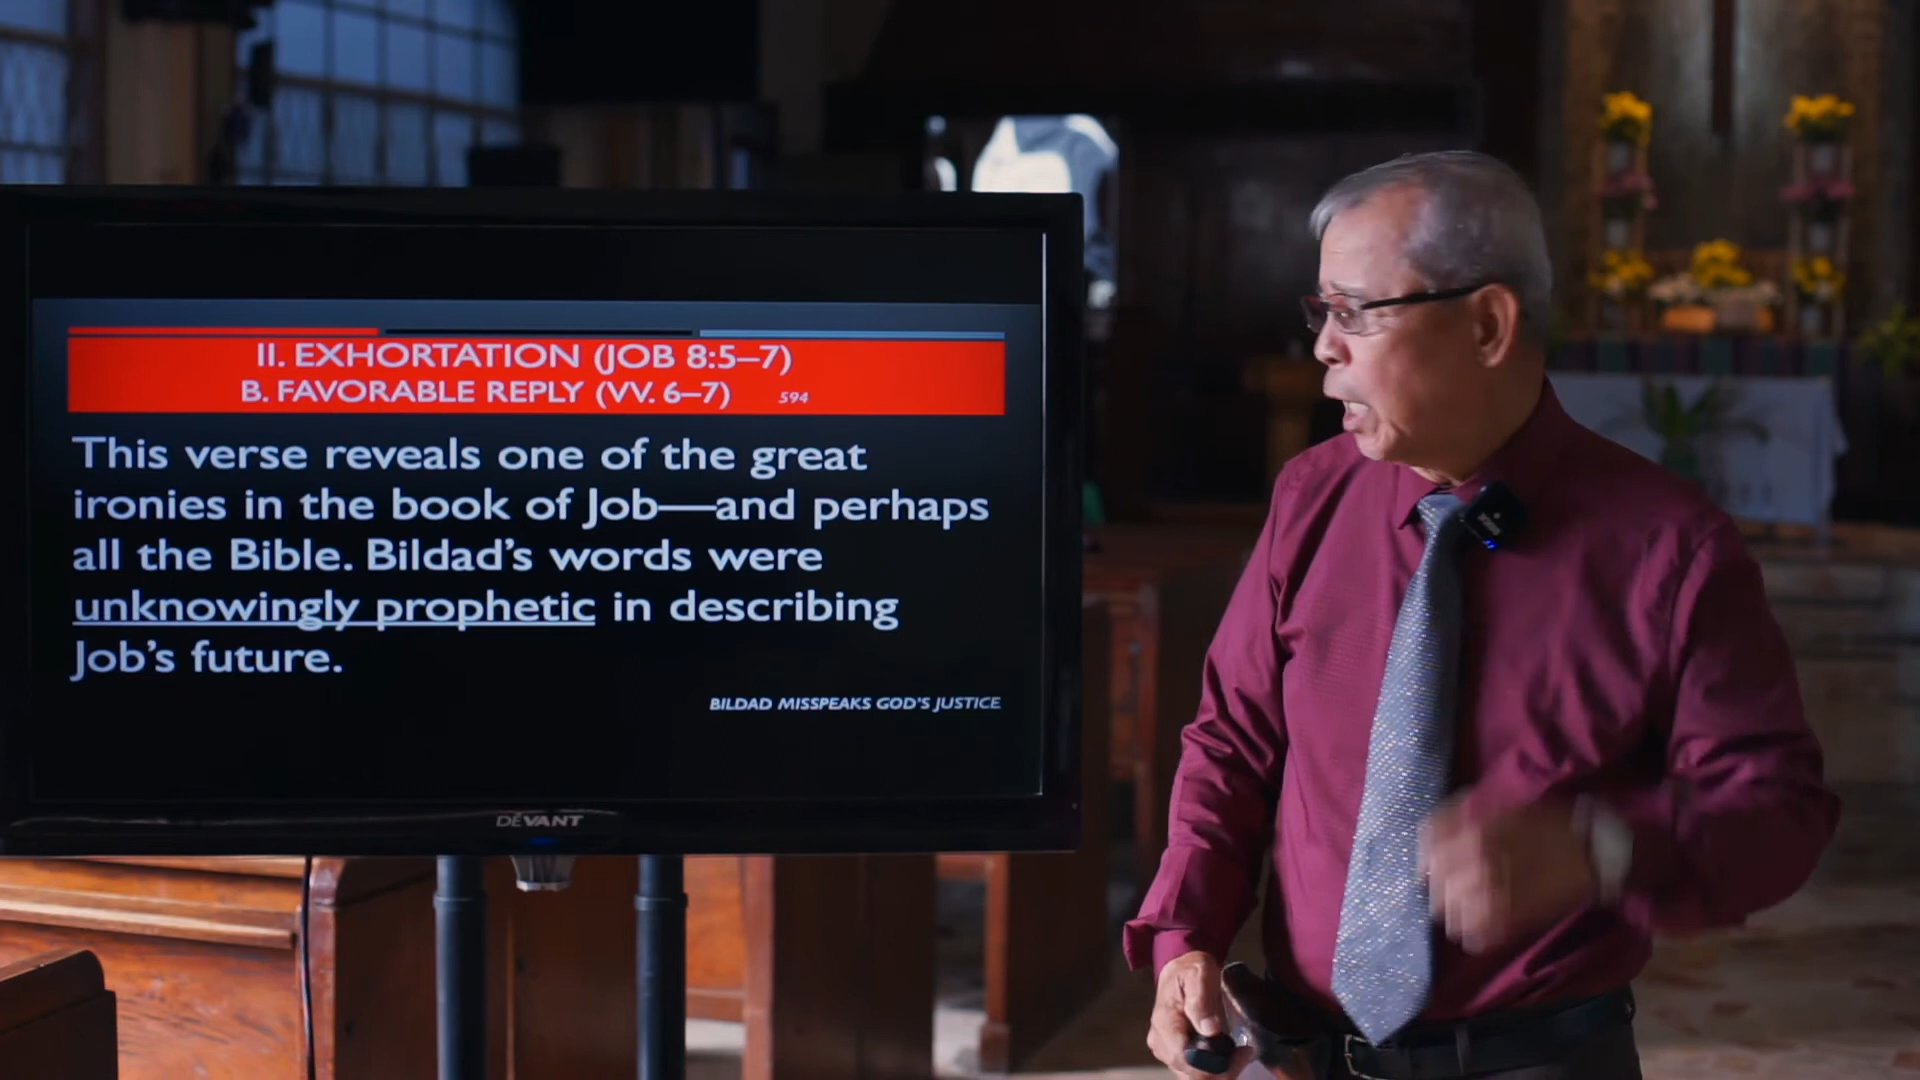 II. EXHORTATION (JOB 8:5–7)
B. FAVORABLE REPLY (VV. 6–7) 594
This verse reveals one of the great
ironies in the book of Job—and perhaps
all the Bible. Bildad’s words were
unknowingly prophetic in describing
Job’s future.
BILDAD MISSPEAKS GOD’S JUSTICE
DEVANT